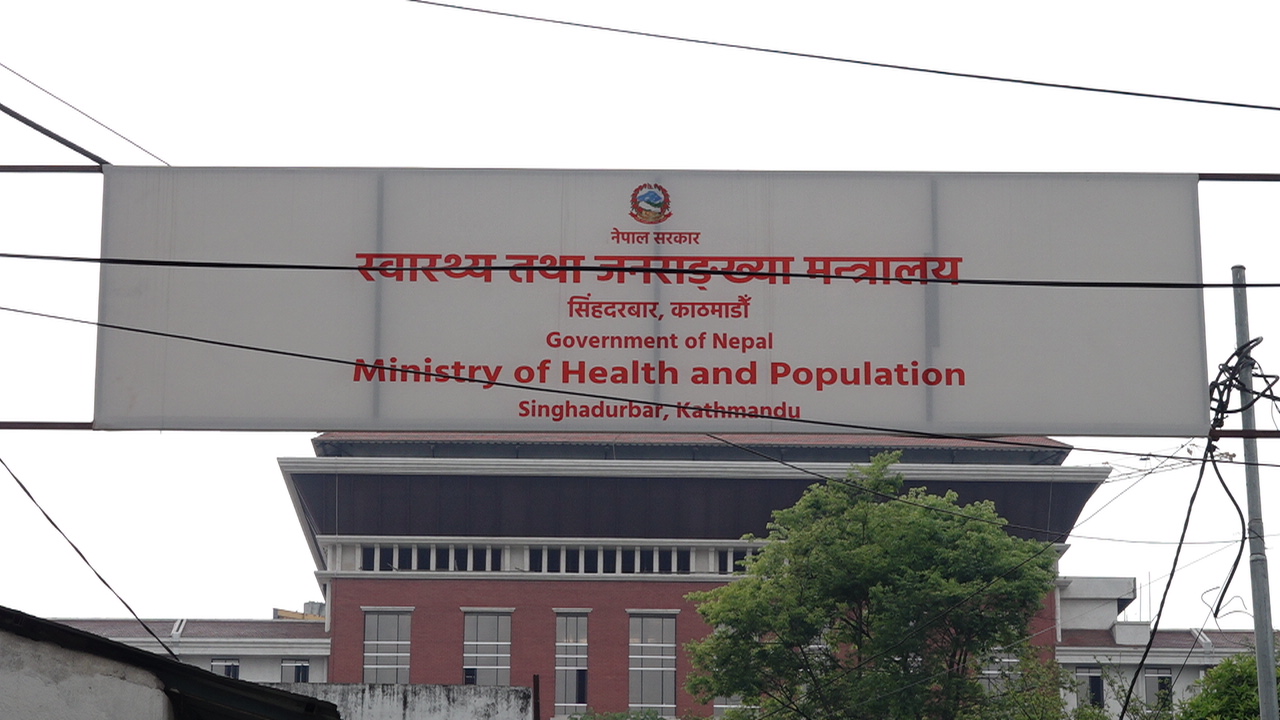 नेपाल सरकार
स्वास्थ्य तथा जनसङ्ख्या मन्त्रालय
सिंहदरबार, काठमाडौँ
Government of Nepal
Ministry of Health and Population
Singhadurbar, Kathmandu